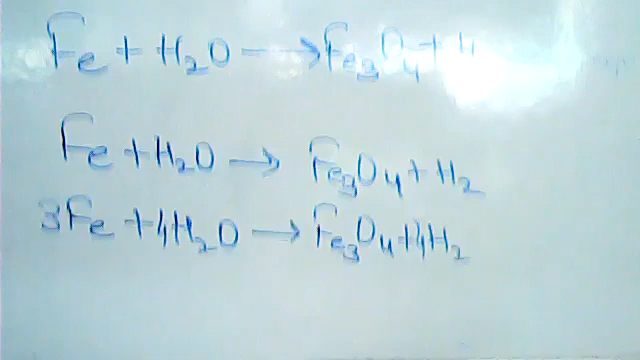 Fe + H₂O → Fe₃O₄ + H
Fe + H₂O → Fe₃O₄ + H₂
3Fe + 4H₂O → Fe₃O₄ + 4H₂